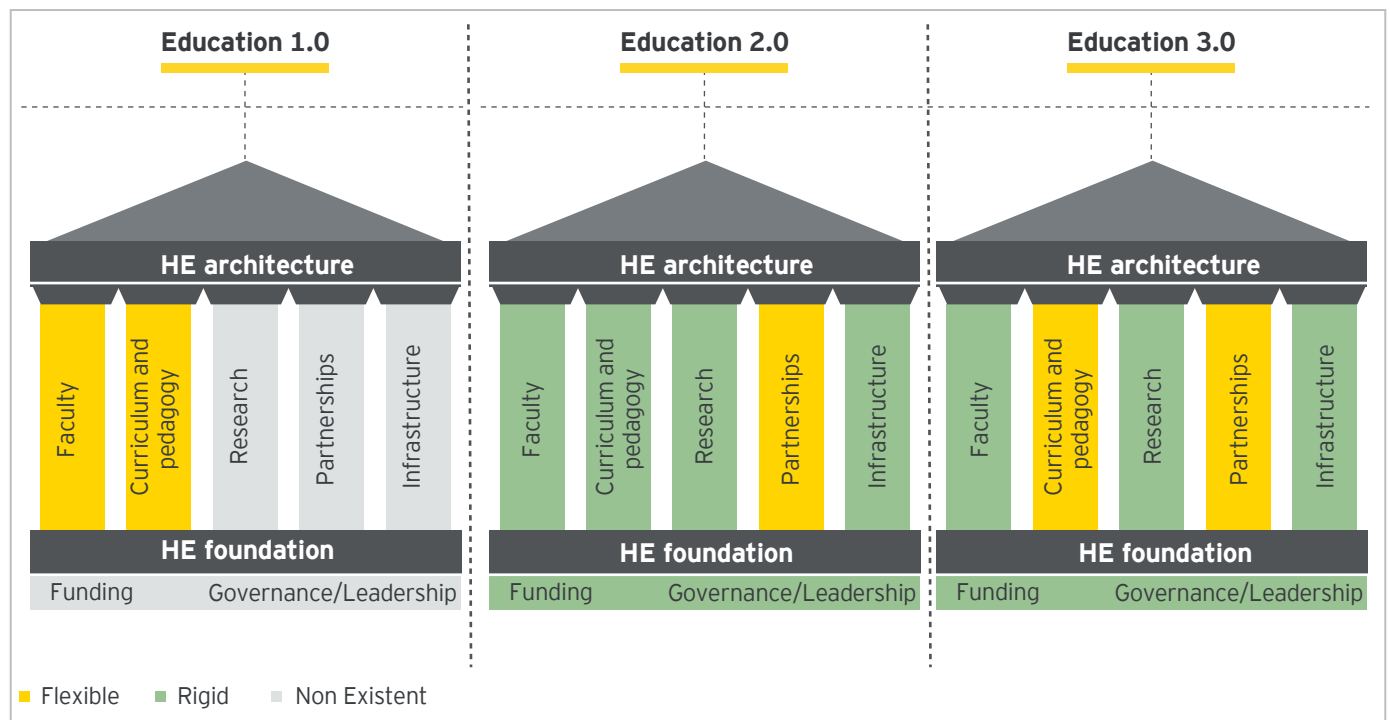 Education 1.0
Education 2.0
Education 3.0
HE architecture
HE architecture
HE architecture
Faculty
Curriculum and
pedagogy
Research
Partnerships
Infrastructure
Faculty
Curriculum and
pedagogy
Research
Partnerships
Infrastructure
Faculty
Curriculum and
pedagogy
Research
Partnerships
Infrastructure
HE foundation
HE foundation
HE foundation
Funding Governance/Leadership
Funding Governance/Leadership
Funding Governance/Leadership
Flexible Rigid Non Existent